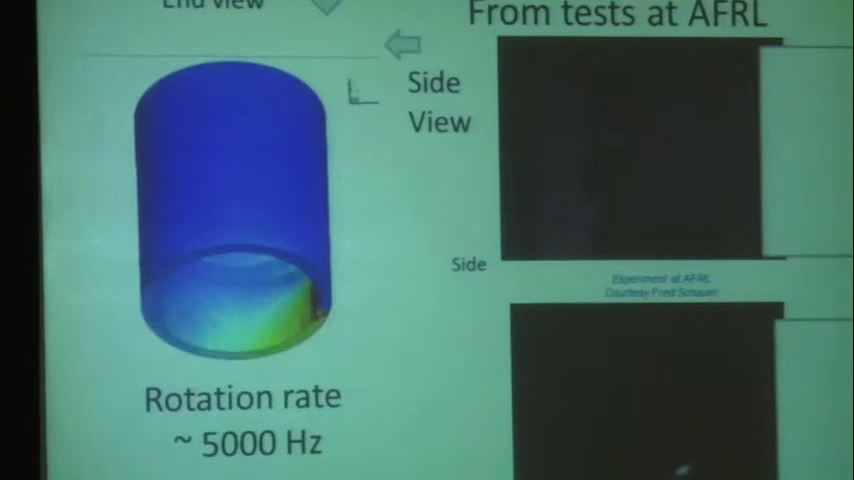 End view
From tests at AFRL
Side
View
Side
Experiment at AFRL
Courtesy Fred Schauer
Rotation rate
~ 5000 Hz